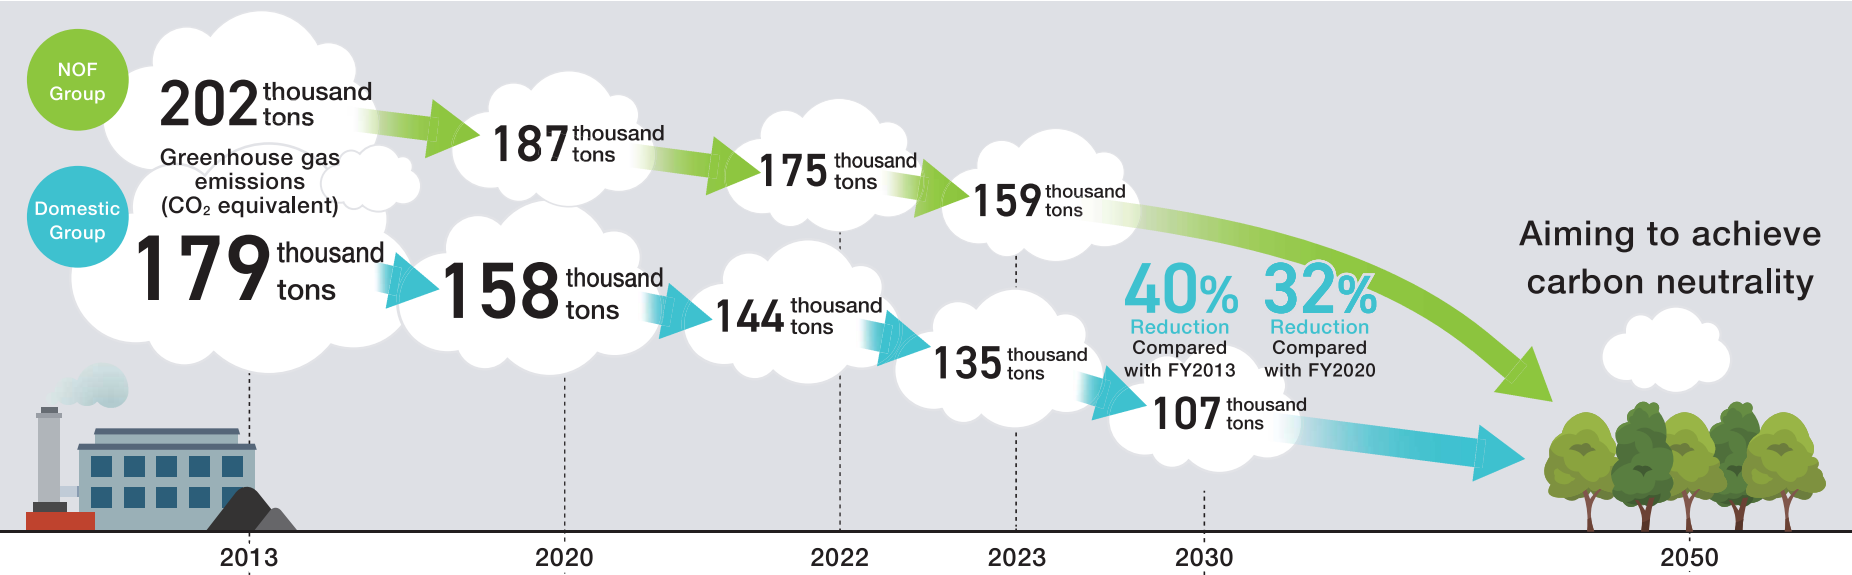 NOF
Group
202 thousand
tons
187 thousand
tons
175 thousand
tons
159 thousand
tons
Greenhouse gas
emissions
(CO₂ equivalent)
Domestic
Group
179 thousand
tons
158 thousand
tons
144 thousand
tons
135 thousand
tons
40%
Reduction
Compared
with FY2013
32%
Reduction
Compared
with FY2020
107 thousand
tons
Aiming to achieve
carbon neutrality
2013
2020
2022
2023
2030
2050